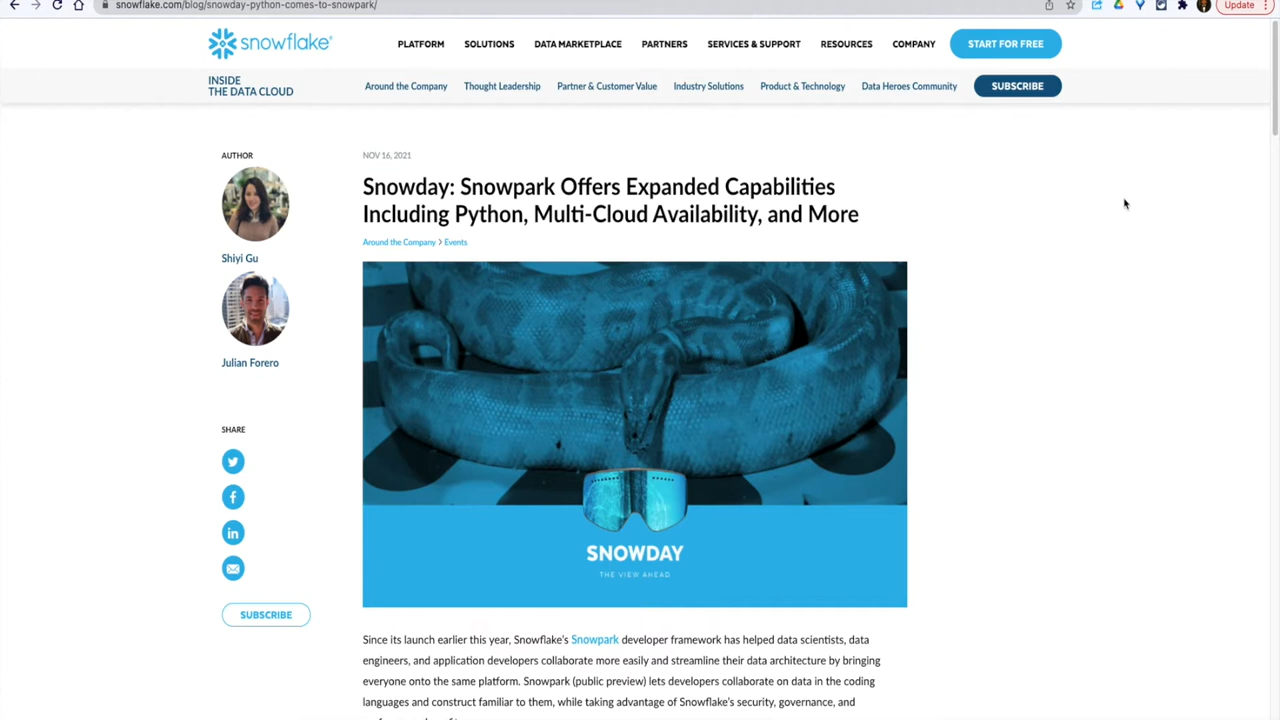 snowflake.com/blog/snowday-python-comes-to-snowpark/
Update
snowflake®
PLATFORM SOLUTIONS DATA MARKETPLACE PARTNERS SERVICES & SUPPORT RESOURCES COMPANY START FOR FREE
INSIDE
THE DATA CLOUD
Around the Company Thought Leadership Partner & Customer Value Industry Solutions Product & Technology Data Heroes Community SUBSCRIBE
AUTHOR
Shiyi Gu
Julian Forero
SHARE
SUBSCRIBE
NOV 16, 2021
Snowday: Snowpark Offers Expanded Capabilities
Including Python, Multi-Cloud Availability, and More
Around the Company > Events
SNOWDAY
THE VIEW AHEAD
Since its launch earlier this year, Snowflake's Snowpark developer framework has helped data scientists, data
engineers, and application developers collaborate more easily and streamline their data architecture by bringing
everyone onto the same platform. Snowpark (public preview) lets developers collaborate on data in the coding
languages and construct familiar to them, while taking advantage of Snowflake's security, governance, and